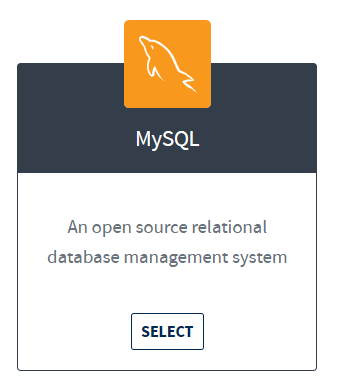 MySQL
An open source relational
database management system
SELECT